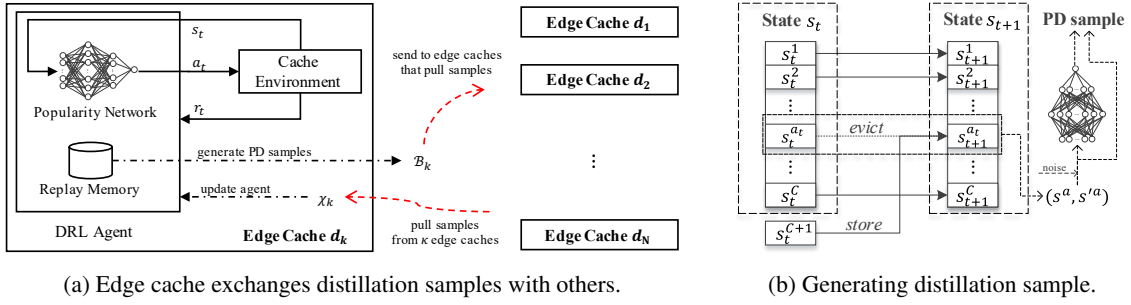 s_t
a_t
r_t
Popularity Network
Cache
Environment
Replay Memory
generate PD samples
B_k
update agent
χ_k
DRL Agent
Edge Cache d_k
send to edge caches
that pull samples
pull samples
from κ edge caches
Edge Cache d_1
Edge Cache d_2
⋮
Edge Cache d_N
(a) Edge cache exchanges distillation samples with others.
State s_t
s_t^1
s_t^2
⋮
s_t^{a_t}
⋮
s_t^C
s_t^{C+1}
evict
store
State s_{t+1}
s_{t+1}^1
s_{t+1}^2
⋮
s_{t+1}^{a_t}
⋮
s_{t+1}^C
PD sample
noise
(s^a, s'^a)
(b) Generating distillation sample.